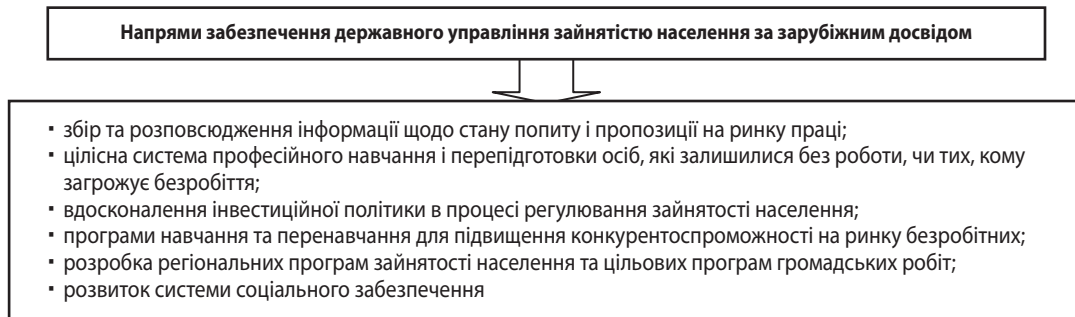 Напрями забезпечення державного управління зайнятістю населення за зарубіжним досвідом
· збір та розповсюдження інформації щодо стану попиту і пропозиції на ринку праці;
· цілісна система професійного навчання і перепідготовки осіб, які залишилися без роботи, чи тих, кому
загрожує безробіття;
· вдосконалення інвестиційної політики в процесі регулювання зайнятості населення;
· програми навчання та перенавчання для підвищення конкурентоспроможності на ринку безробітних;
· розробка регіональних програм зайнятості населення та цільових програм громадських робіт;
· розвиток системи соціального забезпечення